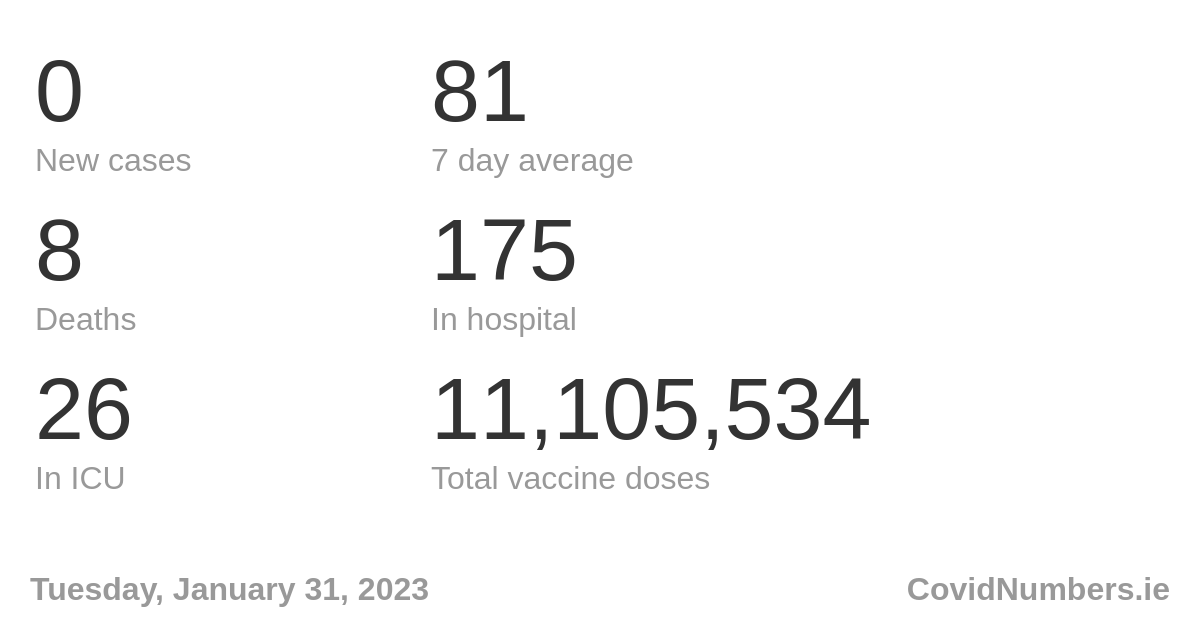 0
81
New cases
7 day average
8
175
Deaths
In hospital
26
11,105,534
In ICU
Total vaccine doses
Tuesday, January 31, 2023
CovidNumbers.ie